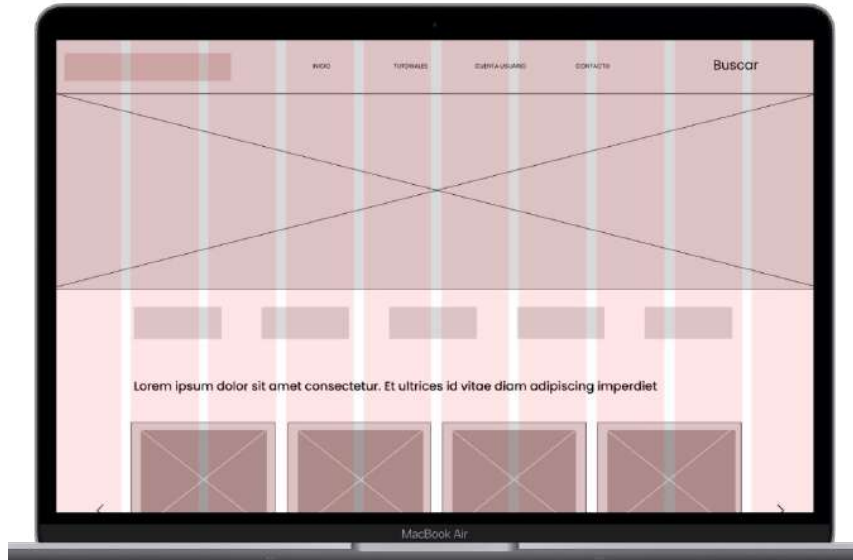 INICIO TUTORIALES CUENTA USUARIO CONTACTO Buscar
Lorem ipsum dolor sit amet consectetur. Et ultrices id vitae diam adipiscing imperdiet
MacBook Air